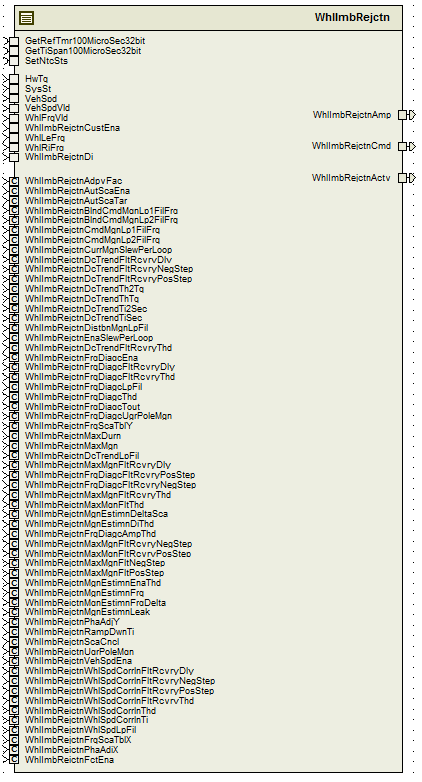 WhlImbRejctn
GetRefTmr100MicroSec32bit
GetTiSpan100MicroSec32bit
SetNtcSts
HwTq
SysSt
VehSpd
VehSpdVld
WhlFrqVld
WhlImbRejctnCustEna
WhlLeFrq
WhlRiFrq
WhlImbRejctnDi
WhlImbRejctnAmp
WhlImbRejctnCmd
WhlImbRejctnActv
WhlImbRejctnAdpvFac
WhlImbRejctnAutScaEna
WhlImbRejctnAutScaTar
WhlImbRejctnBlndCmdMgnLp1FilFrq
WhlImbRejctnBlndCmdMgnLp2FilFrq
WhlImbRejctnCmdMgnLp1FilFrq
WhlImbRejctnCmdMgnLp2FilFrq
WhlImbRejctnCurrMgnSlewPerLoop
WhlImbRejctnDcTrendFltRcvryDly
WhlImbRejctnDcTrendFltRcvryNegStep
WhlImbRejctnDcTrendFltRcvryPosStep
WhlImbRejctnDcTrendTh2Tq
WhlImbRejctnDcTrendThTq
WhlImbRejctnDcTrendTi2Sec
WhlImbRejctnDcTrendTiSec
WhlImbRejctnDistbnMgnLpFil
WhlImbRejctnEnaSlewPerLoop
WhlImbRejctnDcTrendFltRcvryThd
WhlImbRejctnFrqDiagcEna
WhlImbRejctnFrqDiagcFltRcvryDly
WhlImbRejctnFrqDiagcFltRcvryThd
WhlImbRejctnFrqDiagcLpFil
WhlImbRejctnFrqDiagcThd
WhlImbRejctnFrqDiagcTout
WhlImbRejctnFrqDiagcUgrPoleMgn
WhlImbRejctnFrqScaTblY
WhlImbRejctnMaxDurn
WhlImbRejctnMaxMgn
WhlImbRejctnDcTrendLpFil
WhlImbRejctnMaxMgnFltRcvryDly
WhlImbRejctnFrqDiagcFltRcvryPosStep
WhlImbRejctnFrqDiagcFltRcvryNegStep
WhlImbRejctnMaxMgnFltRcvryThd
WhlImbRejctnMaxMgnFltThd
WhlImbRejctnMgnEstimnDeltaSca
WhlImbRejctnMgnEstimnDiThd
WhlImbRejctnFrqDiagcAmpThd
WhlImbRejctnMaxMgnFltRcvryNegStep
WhlImbRejctnMaxMgnFltRcvryPosStep
WhlImbRejctnMaxMgnFltNegStep
WhlImbRejctnMaxMgnFltPosStep
WhlImbRejctnMgnEstimnEnaThd
WhlImbRejctnMgnEstimnFrq
WhlImbRejctnMgnEstimnFrqDelta
WhlImbRejctnMgnEstimnLeak
WhlImbRejctnPhaAdjY
WhlImbRejctnRampDwnTi
WhlImbRejctnScaCncl
WhlImbRejctnUgrPoleMgn
WhlImbRejctnVehSpdEna
WhlImbRejctnWhlSpdCorrlnFltRcvryDly
WhlImbRejctnWhlSpdCorrlnFltRcvryNegStep
WhlImbRejctnWhlSpdCorrlnFltRcvryPosStep
WhlImbRejctnWhlSpdCorrlnFltRcvryThd
WhlImbRejctnWhlSpdCorrlnThd
WhlImbRejctnWhlSpdCorrlnTi
WhlImbRejctnWhlSpdLpFil
WhlImbRejctnFrqScaTblX
WhlImbRejctnPhaAdjX
WhlImbRejctnFctEna